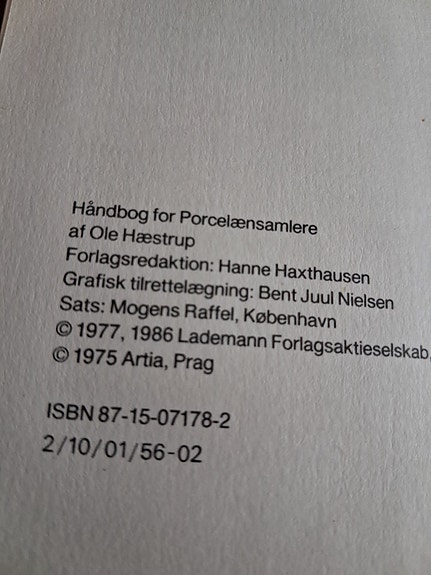 Håndbog for Porcelænsamlere
af Ole Hæstrup
Forlagsredaktion: Hanne Haxthausen
Grafisk tilrettelægning: Bent Juul Nielsen
Sats: Mogens Raffel, København
© 1977, 1986 Lademann Forlagsaktieselskab,
© 1975 Artia, Prag
ISBN 87-15-07178-2
2/10/01/56-02